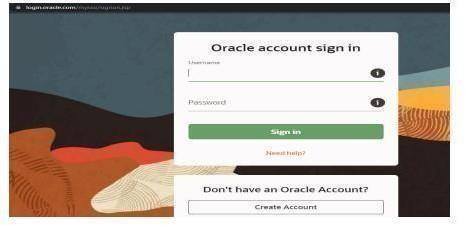 login.oracle.com/mysso/signon.jsp
Oracle account sign in
Username
Password
Sign in
Need help?
Don't have an Oracle Account?
Create Account